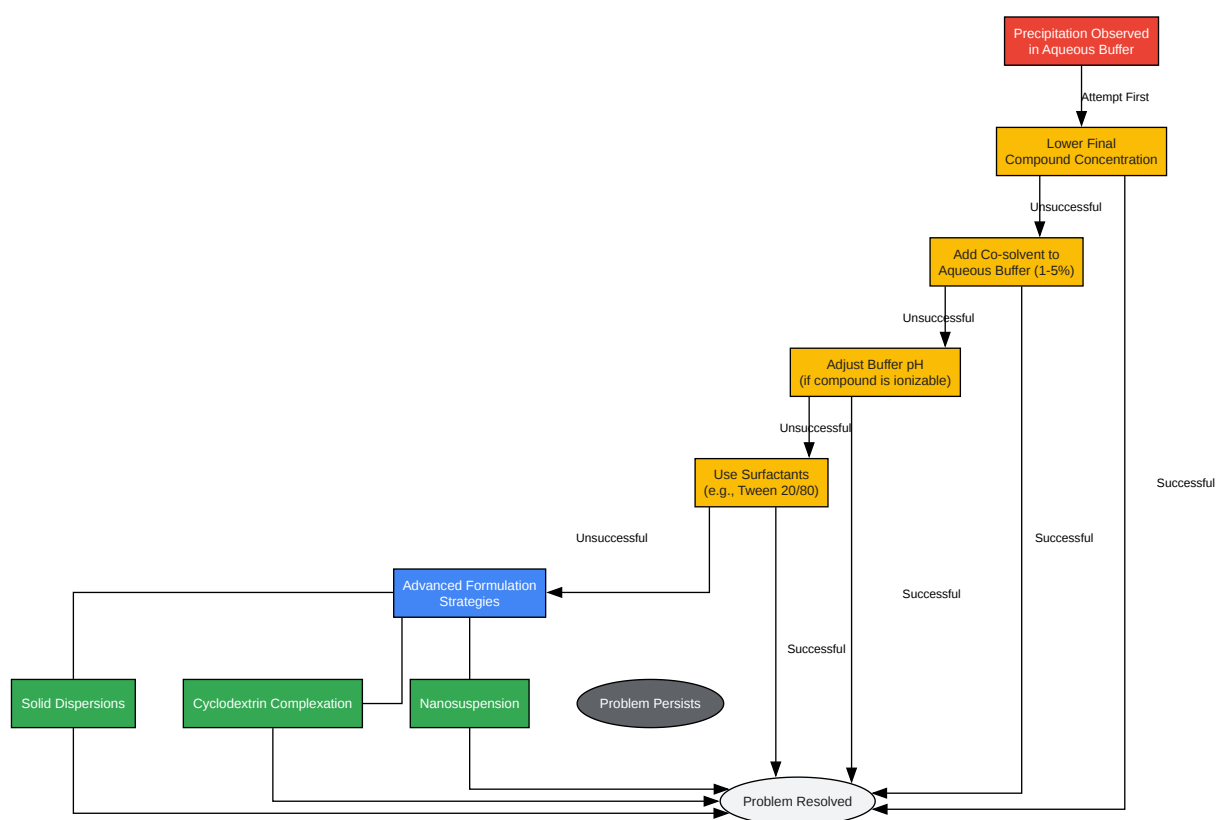 Precipitation Observed
in Aqueous Buffer
Attempt First
Lower Final
Compound Concentration
Unsuccessful
Add Co-solvent to
Aqueous Buffer (1-5%)
Unsuccessful
Adjust Buffer pH
(if compound is ionizable)
Unsuccessful
Use Surfactants
(e.g., Tween 20/80)
Successful
Unsuccessful
Successful
Advanced Formulation
Strategies
Successful
Successful
Solid Dispersions
Cyclodextrin Complexation
Nanosuspension
Problem Persists
Problem Resolved